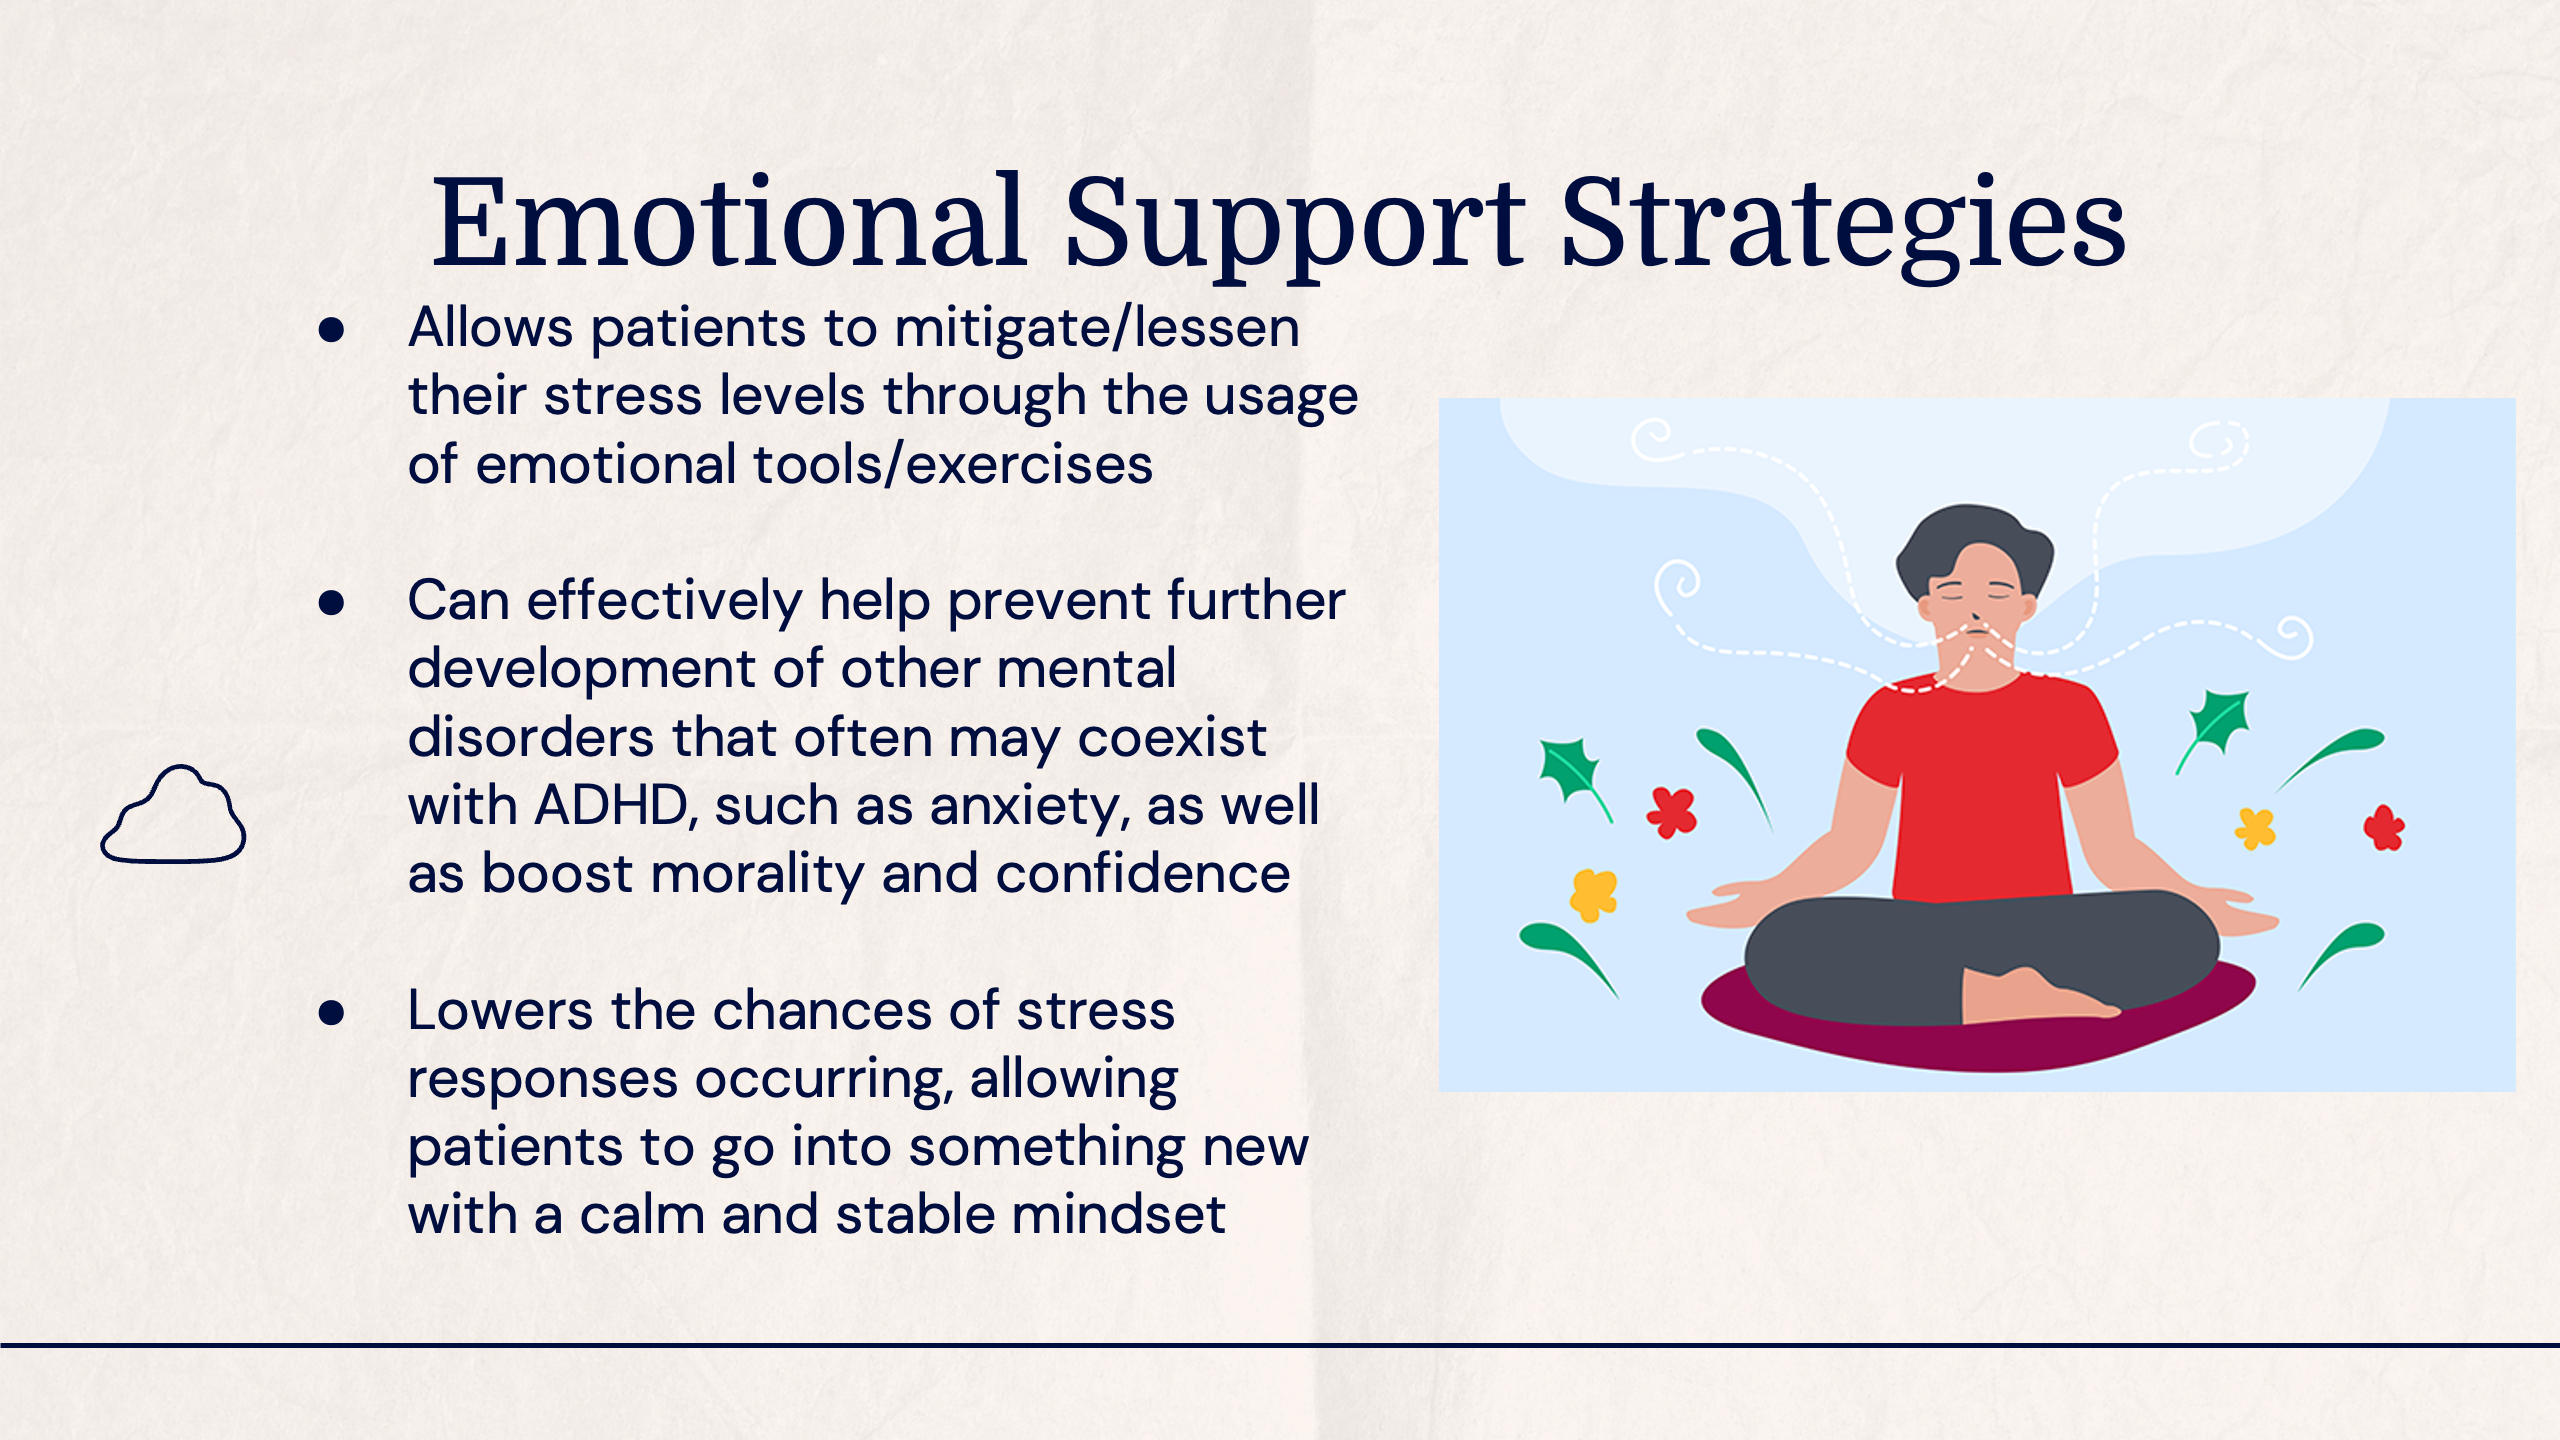 Emotional Support Strategies
● Allows patients to mitigate/lessen
their stress levels through the usage
of emotional tools/exercises
● Can effectively help prevent further
development of other mental
disorders that often may coexist
with ADHD, such as anxiety, as well
as boost morality and confidence
● Lowers the chances of stress
responses occurring, allowing
patients to go into something new
with a calm and stable mindset